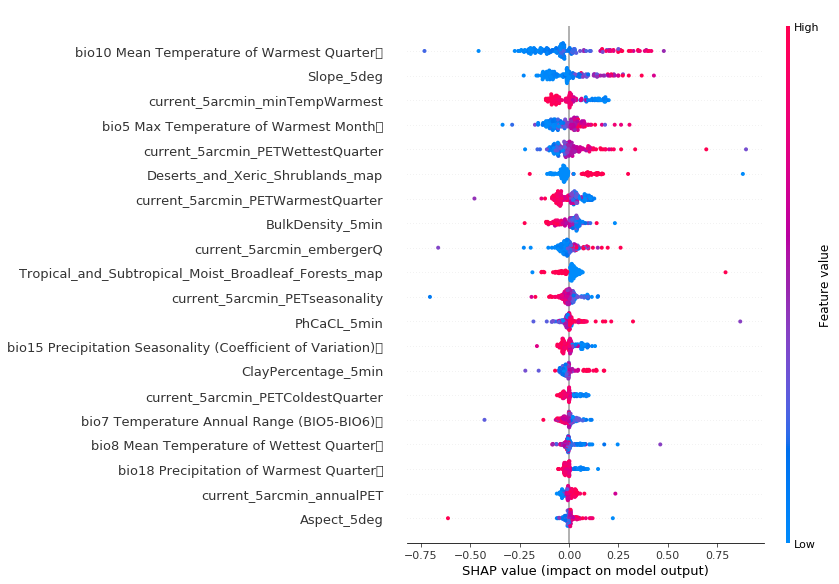 bio10 Mean Temperature of Warmest Quarter
Slope_5deg
current_5arcmin_minTempWarmest
bio5 Max Temperature of Warmest Month
current_5arcmin_PETWettestQuarter
Deserts_and_Xeric_Shrublands_map
current_5arcmin_PETWarmestQuarter
BulkDensity_5min
current_5arcmin_embergerQ
Tropical_and_Subtropical_Moist_Broadleaf_Forests_map
current_5arcmin_PETseasonality
PhCaCL_5min
bio15 Precipitation Seasonality (Coefficient of Variation)
ClayPercentage_5min
current_5arcmin_PETColdestQuarter
bio7 Temperature Annual Range (BIO5-BIO6)
bio8 Mean Temperature of Wettest Quarter
bio18 Precipitation of Warmest Quarter
current_5arcmin_annualPET
Aspect_5deg
−0.75 −0.50 −0.25 0.00 0.25 0.50 0.75
SHAP value (impact on model output)
High
Feature value
Low